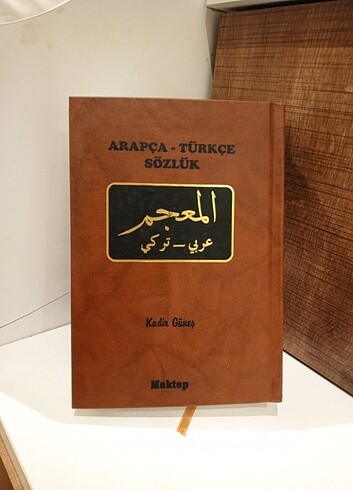 ARAPÇA - TÜRKÇE
SÖZLÜK
المعجم
عربي – تركي
Kadir Güneş
Mektep